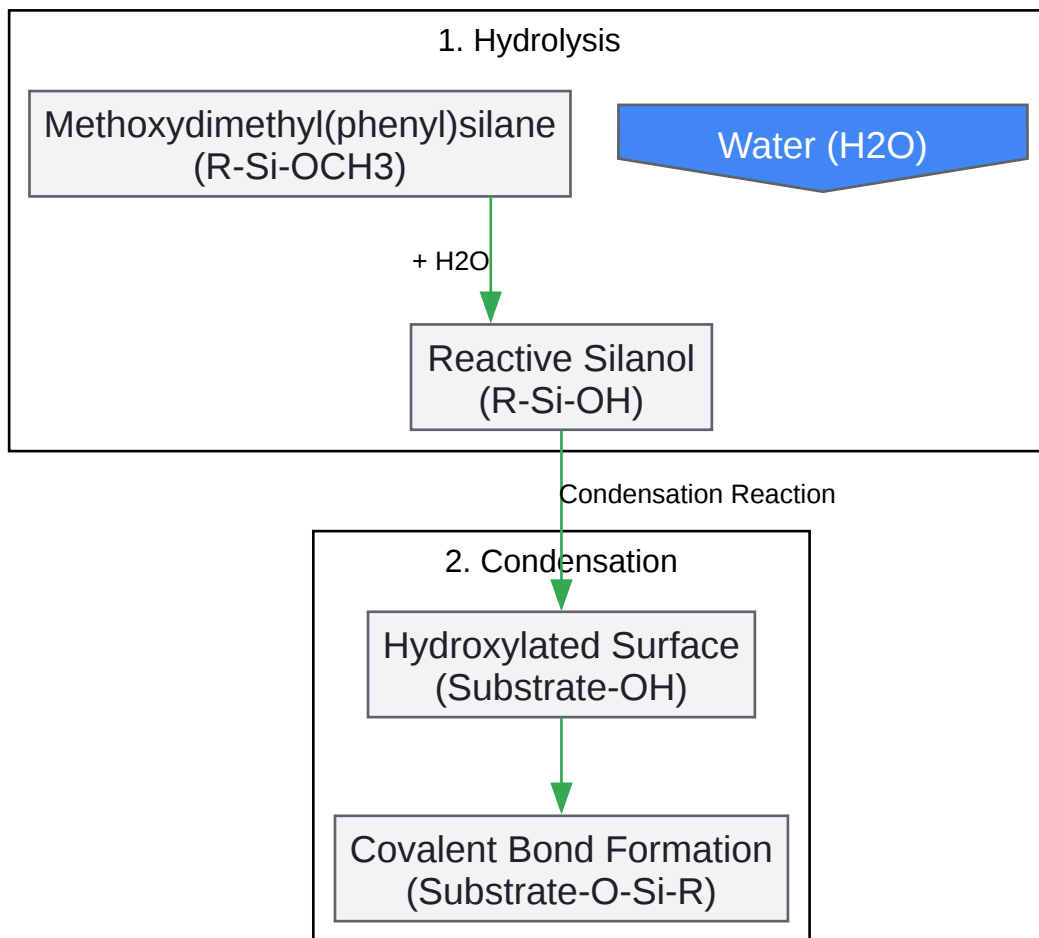 1. Hydrolysis
Methoxydimethyl(phenyl)silane
(R-Si-OCH3)
Water (H2O)
+ H2O
Reactive Silanol
(R-Si-OH)
Condensation Reaction
2. Condensation
Hydroxylated Surface
(Substrate-OH)
Covalent Bond Formation
(Substrate-O-Si-R)